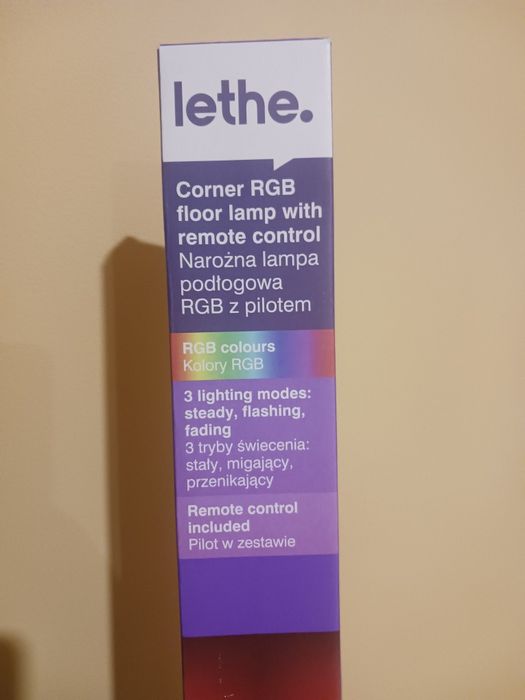 lethe.
Corner RGB
floor lamp with
remote control
Narożna lampa
podłogowa
RGB z pilotem
RGB colours
Kolory RGB
3 lighting modes:
steady, flashing,
fading
3 tryby świecenia:
stały, migający,
przenikający
Remote control
included
Pilot w zestawie